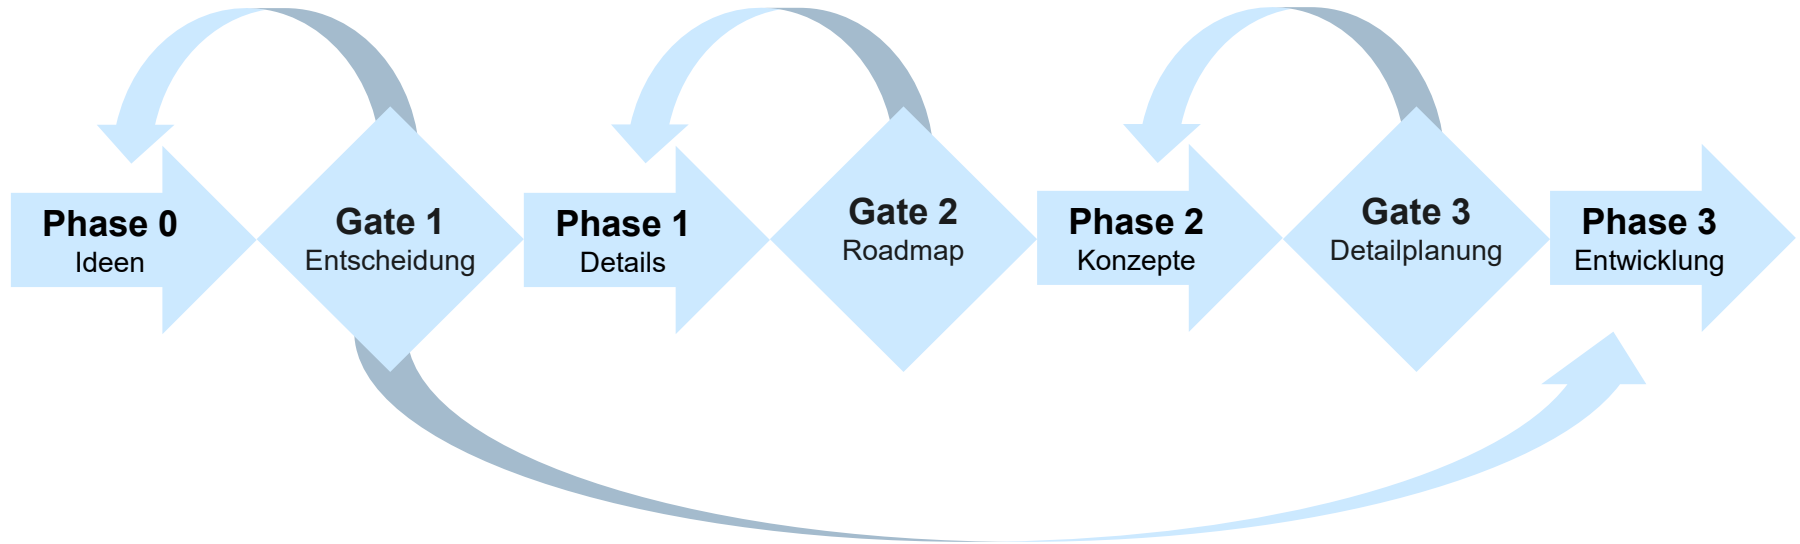 Phase 0
Ideen
Gate 1
Entscheidung
Phase 1
Details
Gate 2
Roadmap
Phase 2
Konzepte
Gate 3
Detailplanung
Phase 3
Entwicklung